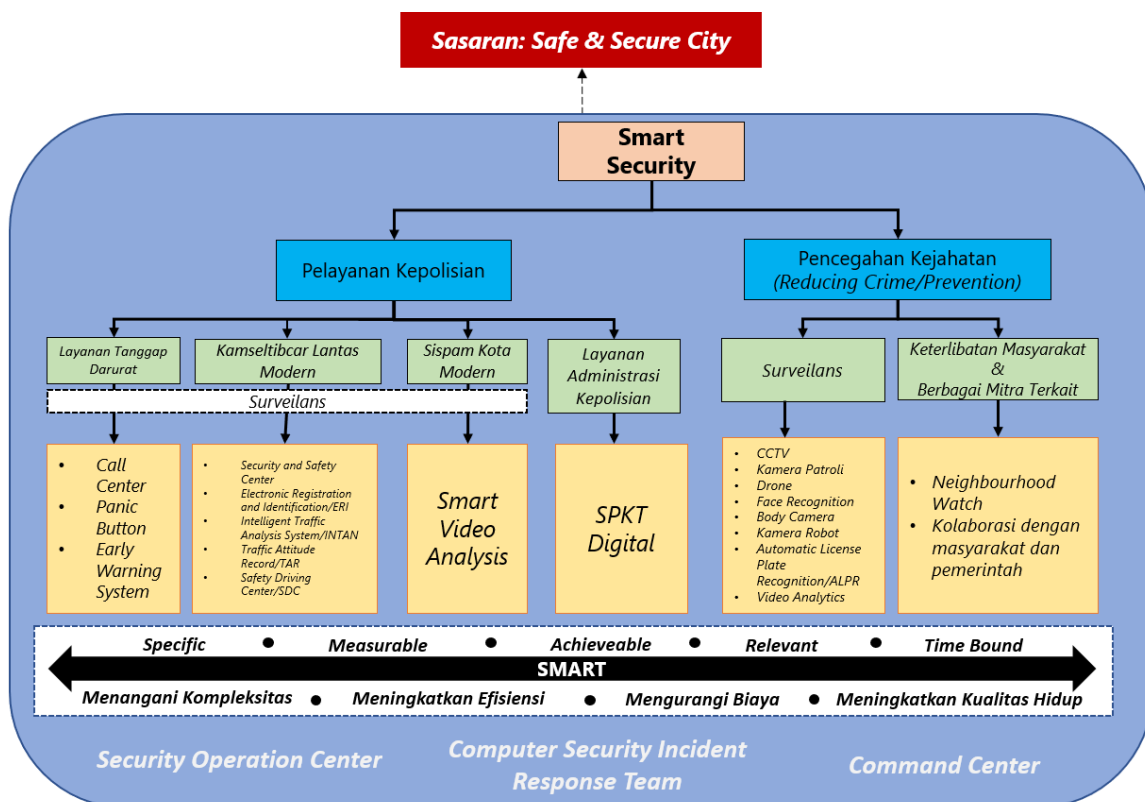 Sasaran: Safe & Secure City
Smart
Security
Pelayanan Kepolisian
Pencegahan Kejahatan
(Reducing Crime/Prevention)
Layanan Tanggap
Darurat
Kamseltibcar Lantas
Modern
Sispam Kota
Modern
Layanan
Administrasi
Kepolisian
Surveilans
Keterlibatan Masyarakat
&
Berbagai Mitra Terkait
Surveilans
• Call
Center
• Panic
Button
• Early
Warning
System
• Security and Safety
Center
• Electronic Registration
and Identification/ERI
• Intelligent Traffic
Analysis System/INTAN
• Traffic Attitude
Record/TAR
• Safety Driving
Center/SDC
Smart
Video
Analysis
SPKT
Digital
• CCTV
• Kamera Patroli
• Drone
• Face Recognition
• Body Camera
• Kamera Robot
• Automatic License
Plate
Recognition/ALPR
• Video Analytics
• Neighbourhood
Watch
• Kolaborasi dengan
masyarakat dan
pemerintah
Specific • Measurable • Achieveable • Relevant • Time Bound
SMART
Menangani Kompleksitas • Meningkatkan Efisiensi • Mengurangi Biaya • Meningkatkan Kualitas Hidup
Security Operation Center
Computer Security Incident
Response Team
Command Center